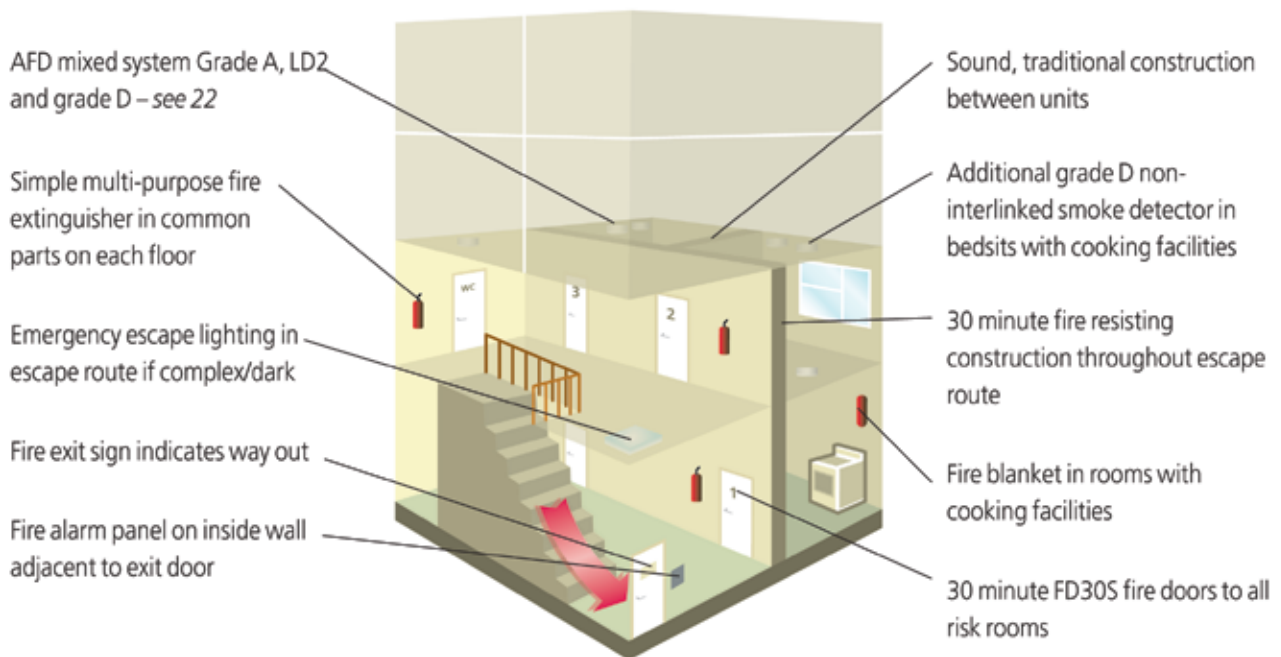 AFD mixed system Grade A, LD2
and grade D – see 22
Simple multi-purpose fire
extinguisher in common
parts on each floor
Emergency escape lighting in
escape route if complex/dark
Fire exit sign indicates way out
Fire alarm panel on inside wall
adjacent to exit door
WC
3
2
1
Sound, traditional construction
between units
Additional grade D non-
interlinked smoke detector in
bedsits with cooking facilities
30 minute fire resisting
construction throughout escape
route
Fire blanket in rooms with
cooking facilities
30 minute FD30S fire doors to all
risk rooms